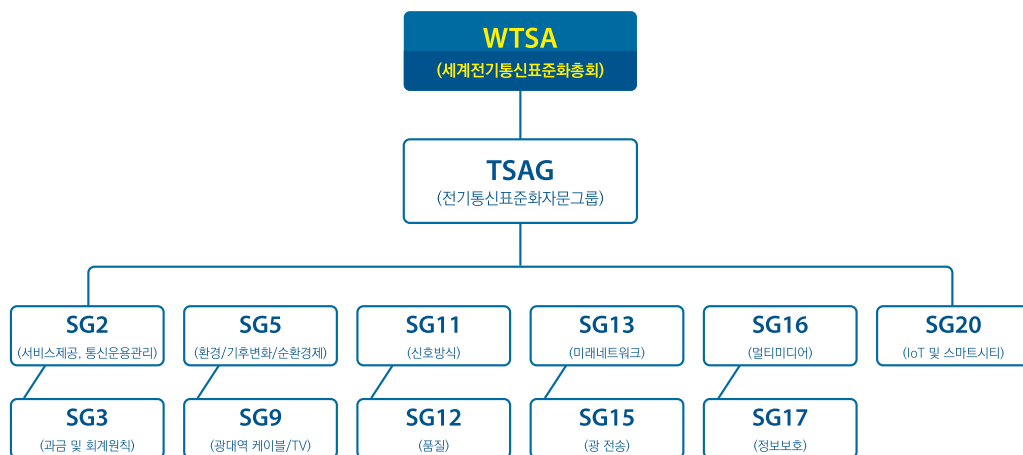 WTSA
(세계전기통신표준화총회)
TSAG
(전기통신표준화자문그룹)
SG2
(서비스제공, 통신운용관리)
SG5
(환경/기후변화/순환경제)
SG11
(신호방식)
SG13
(미래네트워크)
SG16
(멀티미디어)
SG20
(IoT 및 스마트시티)
SG3
(과금 및 회계원칙)
SG9
(광대역 케이블/TV)
SG12
(품질)
SG15
(광 전송)
SG17
(정보보호)